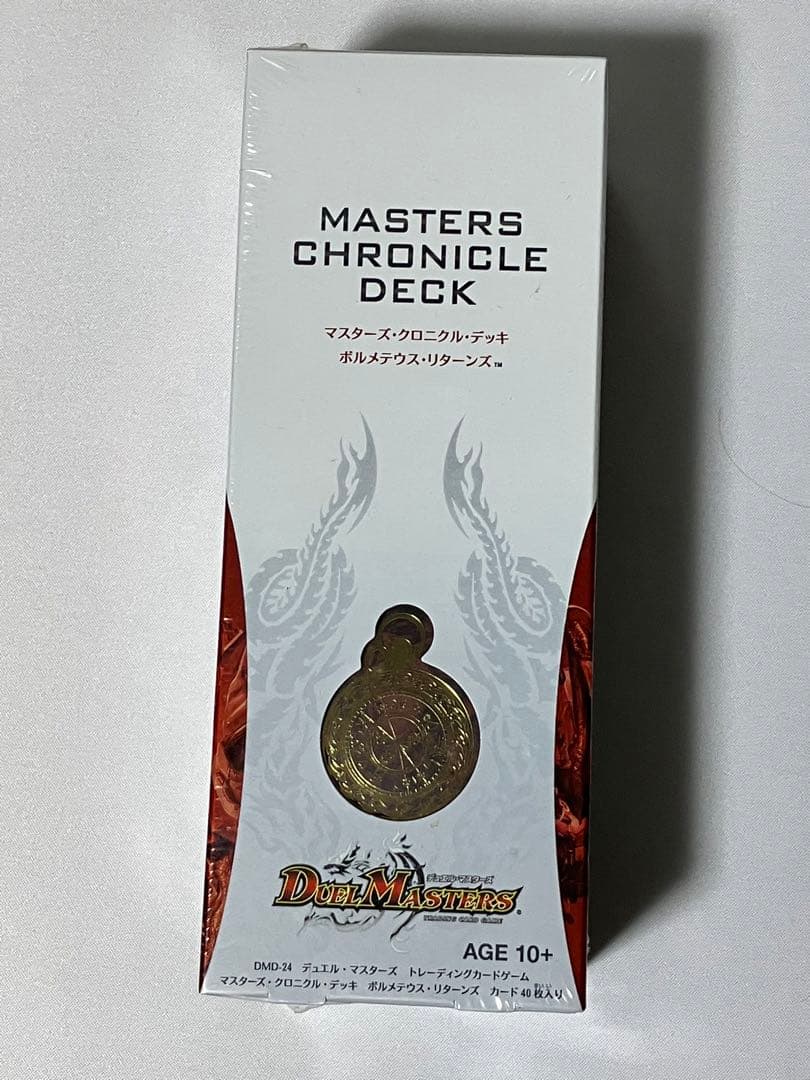 MASTERS
CHRONICLE
DECK
マスターズ・クロニクル・デッキ
ボルメテウス・リターンズ™
デュエル・マスターズ
DUEL MASTERS®
TRADING CARD GAME
AGE 10+
DMD-24 デュエル・マスターズ トレーディングカードゲーム
マスターズ・クロニクル・デッキ ボルメテウス・リターンズ カード40枚入り